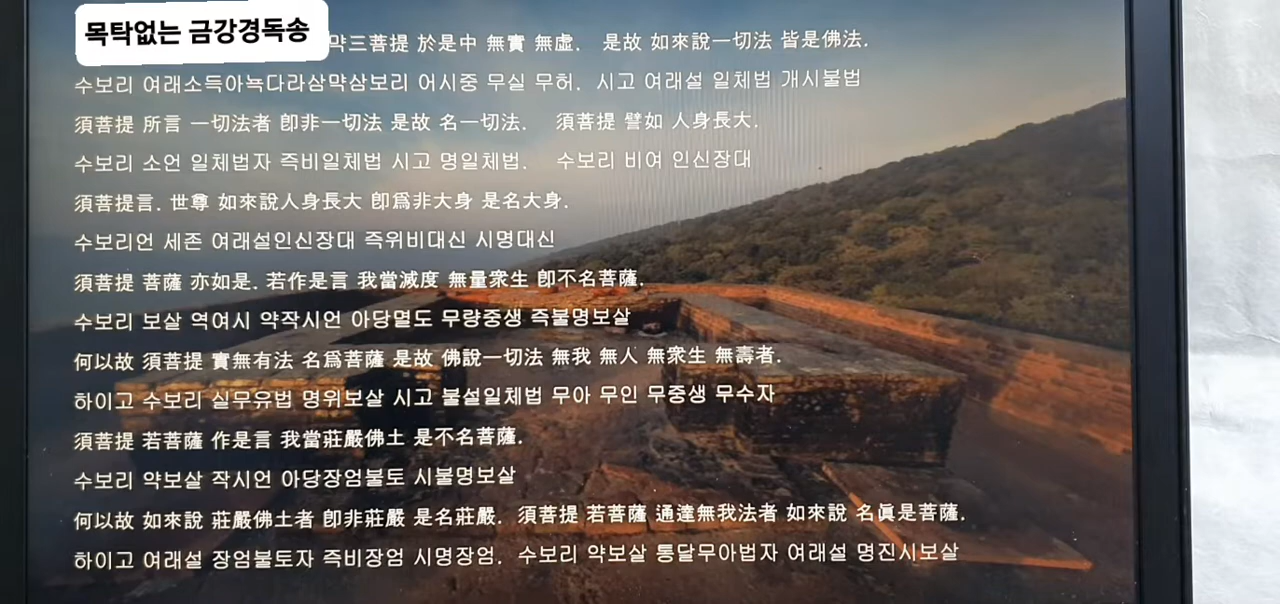 목탁없는 금강경독송
먁三菩提 於是中 無實 無虛. 是故 如來說一切法 皆是佛法.
수보리 여래소득아뇩다라삼먁삼보리 어시중 무실 무허. 시고 여래설 일체법 개시불법
須菩提 所言 一切法者 卽非一切法 是故 名一切法. 須菩提 譬如 人身長大.
수보리 소언 일체법자 즉비일체법 시고 명일체법. 수보리 비여 인신장대
須菩提言. 世尊 如來說人身長大 卽爲非大身 是名大身.
수보리언 세존 여래설인신장대 즉위비대신 시명대신
須菩提 菩薩 亦如是. 若作是言 我當滅度 無量衆生 卽不名菩薩.
수보리 보살 역여시 약작시언 아당멸도 무량중생 즉불명보살
何以故 須菩提 實無有法 名爲菩薩 是故 佛說一切法 無我 無人 無衆生 無壽者.
하이고 수보리 실무유법 명위보살 시고 불설일체법 무아 무인 무중생 무수자
須菩提 若菩薩 作是言 我當莊嚴佛土 是不名菩薩.
수보리 약보살 작시언 아당장엄불토 시불명보살
何以故 如來說 莊嚴佛土者 卽非莊嚴 是名莊嚴. 須菩提 若菩薩 通達無我法者 如來說 名眞是菩薩.
하이고 여래설 장엄불토자 즉비장엄 시명장엄. 수보리 약보살 통달무아법자 여래설 명진시보살